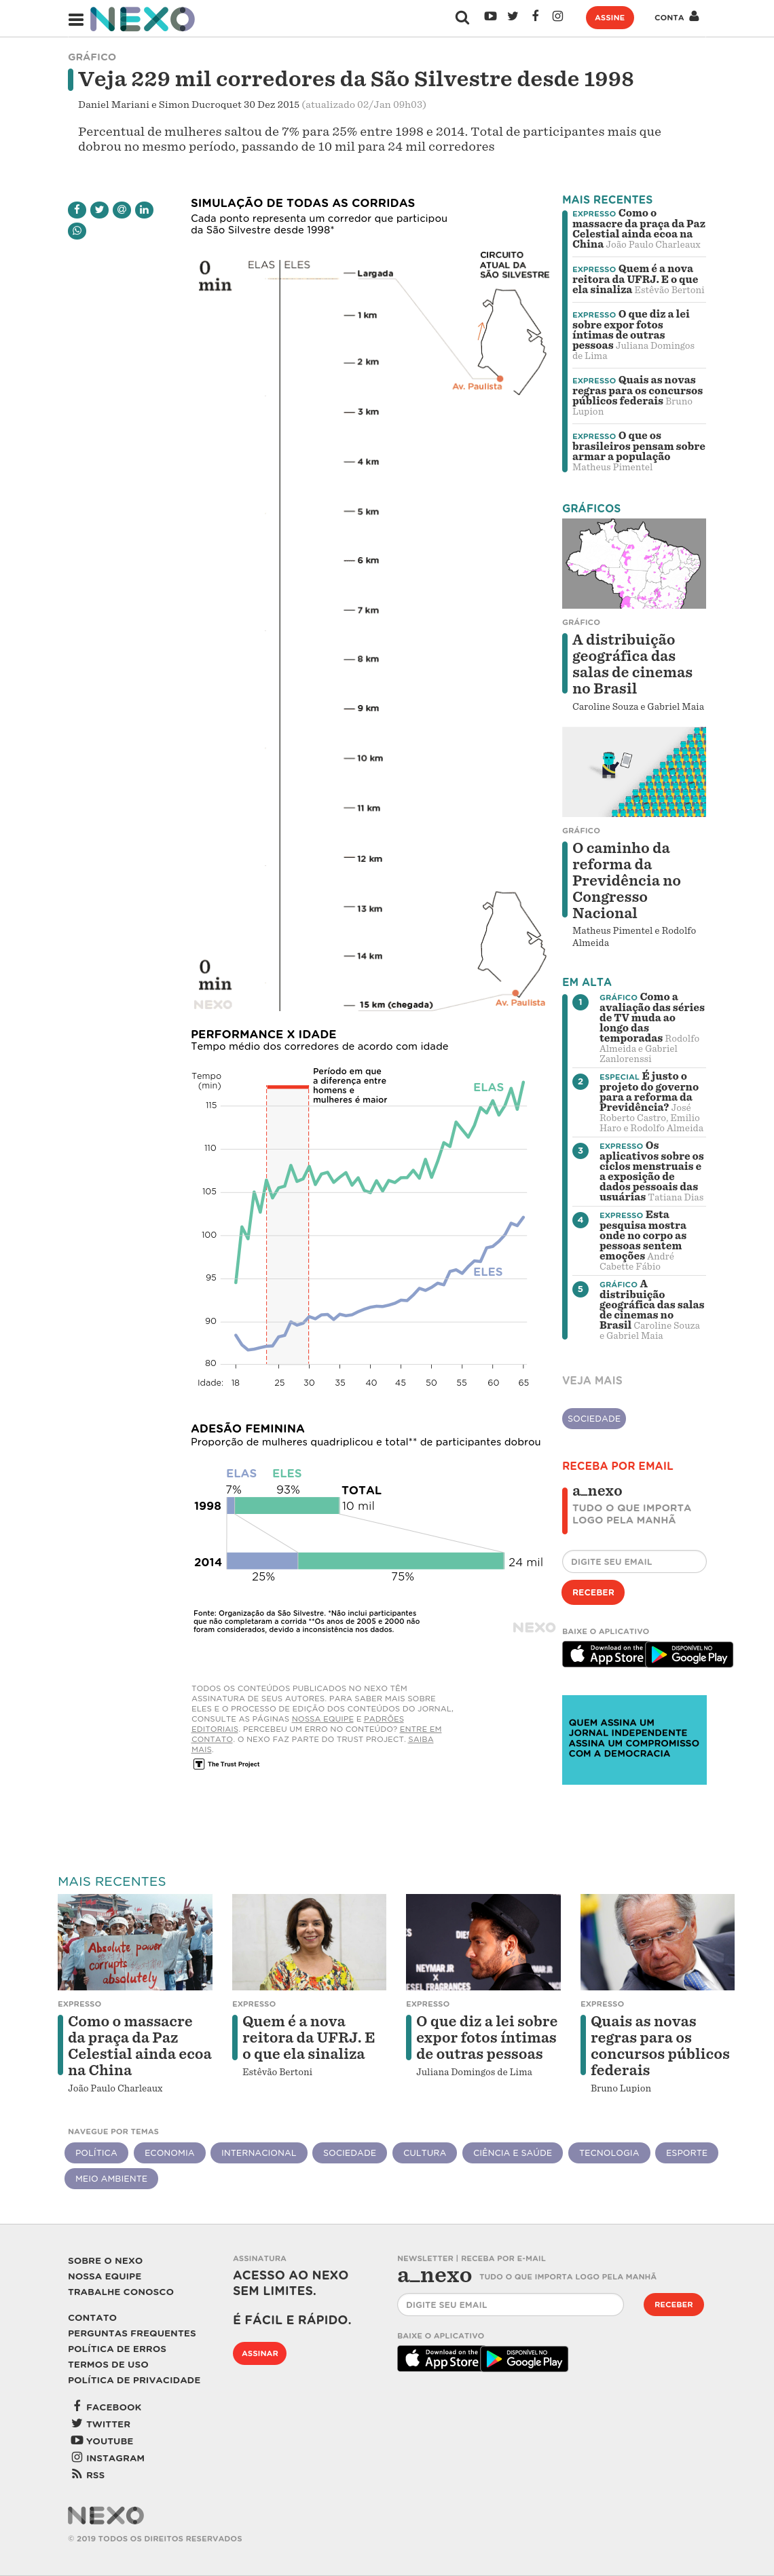 NEXO
ASSINE
CONTA
GRÁFICO
Veja 229 mil corredores da São Silvestre desde 1998
Daniel Mariani e Simon Ducroquet 30 Dez 2015 (atualizado 02/Jan 09h03)
Percentual de mulheres saltou de 7% para 25% entre 1998 e 2014. Total de participantes mais que
dobrou no mesmo período, passando de 10 mil para 24 mil corredores
SIMULAÇÃO DE TODAS AS CORRIDAS
Cada ponto representa um corredor que participou
da São Silvestre desde 1998*
0
min
ELAS
ELES
CIRCUITO
ATUAL DA
SÃO SILVESTRE
Largada
1 km
2 km
Av. Paulista
3 km
4 km
5 km
6 km
7 km
8 km
9 km
10 km
11 km
12 km
13 km
14 km
0
min
NEXO
15 km (chegada)
Av. Paulista
PERFORMANCE X IDADE
Tempo médio dos corredores de acordo com idade
Tempo
(min)
Período em que
a diferença entre
homens e
mulheres é maior
ELAS
115
110
105
100
95
90
80
ELES
Idade: 18 25 30 35 40 45 50 55 60 65
ADESÃO FEMININA
Proporção de mulheres quadriplicou e total** de participantes dobrou
ELAS ELES
7% 93% TOTAL
1998 10 mil
2014 24 mil
25% 75%
Fonte: Organização da São Silvestre. *Não inclui participantes
que não completaram a corrida **Os anos de 2005 e 2000 não
foram considerados, devido a inconsistência nos dados.
NEXO
TODOS OS CONTEÚDOS PUBLICADOS NO NEXO TÊM
ASSINATURA DE SEUS AUTORES. PARA SABER MAIS SOBRE
ELES E O PROCESSO DE EDIÇÃO DOS CONTEÚDOS DO JORNAL,
CONSULTE AS PÁGINAS NOSSA EQUIPE E PADRÕES
EDITORIAIS. PERCEBEU UM ERRO NO CONTEÚDO? ENTRE EM
CONTATO. O NEXO FAZ PARTE DO TRUST PROJECT. SAIBA
MAIS.
T The Trust Project
MAIS RECENTES
EXPRESSO Como o
massacre da praça da Paz
Celestial ainda ecoa na
China João Paulo Charleaux
EXPRESSO Quem é a nova
reitora da UFRJ. E o que
ela sinaliza Estêvão Bertoni
EXPRESSO O que diz a lei
sobre expor fotos
íntimas de outras
pessoas Juliana Domingos
de Lima
EXPRESSO Quais as novas
regras para os concursos
públicos federais Bruno
Lupion
EXPRESSO O que os
brasileiros pensam sobre
armar a população
Matheus Pimentel
GRÁFICOS
GRÁFICO
A distribuição
geográfica das
salas de cinemas
no Brasil
Caroline Souza e Gabriel Maia
GRÁFICO
O caminho da
reforma da
Previdência no
Congresso
Nacional
Matheus Pimentel e Rodolfo
Almeida
EM ALTA
1 GRÁFICO Como a
avaliação das séries
de TV muda ao
longo das
temporadas Rodolfo
Almeida e Gabriel
Zanlorenssi
2 ESPECIAL É justo o
projeto do governo
para a reforma da
Previdência? José
Roberto Castro, Emilio
Haro e Rodolfo Almeida
3 EXPRESSO Os
aplicativos sobre os
ciclos menstruais e
a exposição de
dados pessoais das
usuárias Tatiana Dias
4 EXPRESSO Esta
pesquisa mostra
onde no corpo as
pessoas sentem
emoções André
Cabette Fábio
5 GRÁFICO A
distribuição
geográfica das salas
de cinemas no
Brasil Caroline Souza
e Gabriel Maia
VEJA MAIS
SOCIEDADE
RECEBA POR EMAIL
a_nexo
TUDO O QUE IMPORTA
LOGO PELA MANHÃ
DIGITE SEU EMAIL
RECEBER
BAIXE O APLICATIVO
Download on the
App Store
DISPONÍVEL NO
Google Play
QUEM ASSINA UM
JORNAL INDEPENDENTE
ASSINA UM COMPROMISSO
COM A DEMOCRACIA
MAIS RECENTES
Absolute power
corrupts
absolutely
NEYMAR JR
DIESEL FRAGRANCES
EXPRESSO
Como o massacre
da praça da Paz
Celestial ainda ecoa
na China
João Paulo Charleaux
EXPRESSO
Quem é a nova
reitora da UFRJ. E
o que ela sinaliza
Estêvão Bertoni
EXPRESSO
O que diz a lei sobre
expor fotos íntimas
de outras pessoas
Juliana Domingos de Lima
EXPRESSO
Quais as novas
regras para os
concursos públicos
federais
Bruno Lupion
NAVEGUE POR TEMAS
POLÍTICA ECONOMIA INTERNACIONAL SOCIEDADE CULTURA CIÊNCIA E SAÚDE TECNOLOGIA ESPORTE
MEIO AMBIENTE
SOBRE O NEXO
NOSSA EQUIPE
TRABALHE CONOSCO
CONTATO
PERGUNTAS FREQUENTES
POLÍTICA DE ERROS
TERMOS DE USO
POLÍTICA DE PRIVACIDADE
FACEBOOK
TWITTER
YOUTUBE
INSTAGRAM
RSS
ASSINATURA
ACESSO AO NEXO
SEM LIMITES.
É FÁCIL E RÁPIDO.
ASSINAR
NEWSLETTER | RECEBA POR E-MAIL
a_nexo TUDO O QUE IMPORTA LOGO PELA MANHÃ
DIGITE SEU EMAIL
RECEBER
BAIXE O APLICATIVO
Download on the
App Store
DISPONÍVEL NO
Google Play
NEXO
© 2019 TODOS OS DIREITOS RESERVADOS